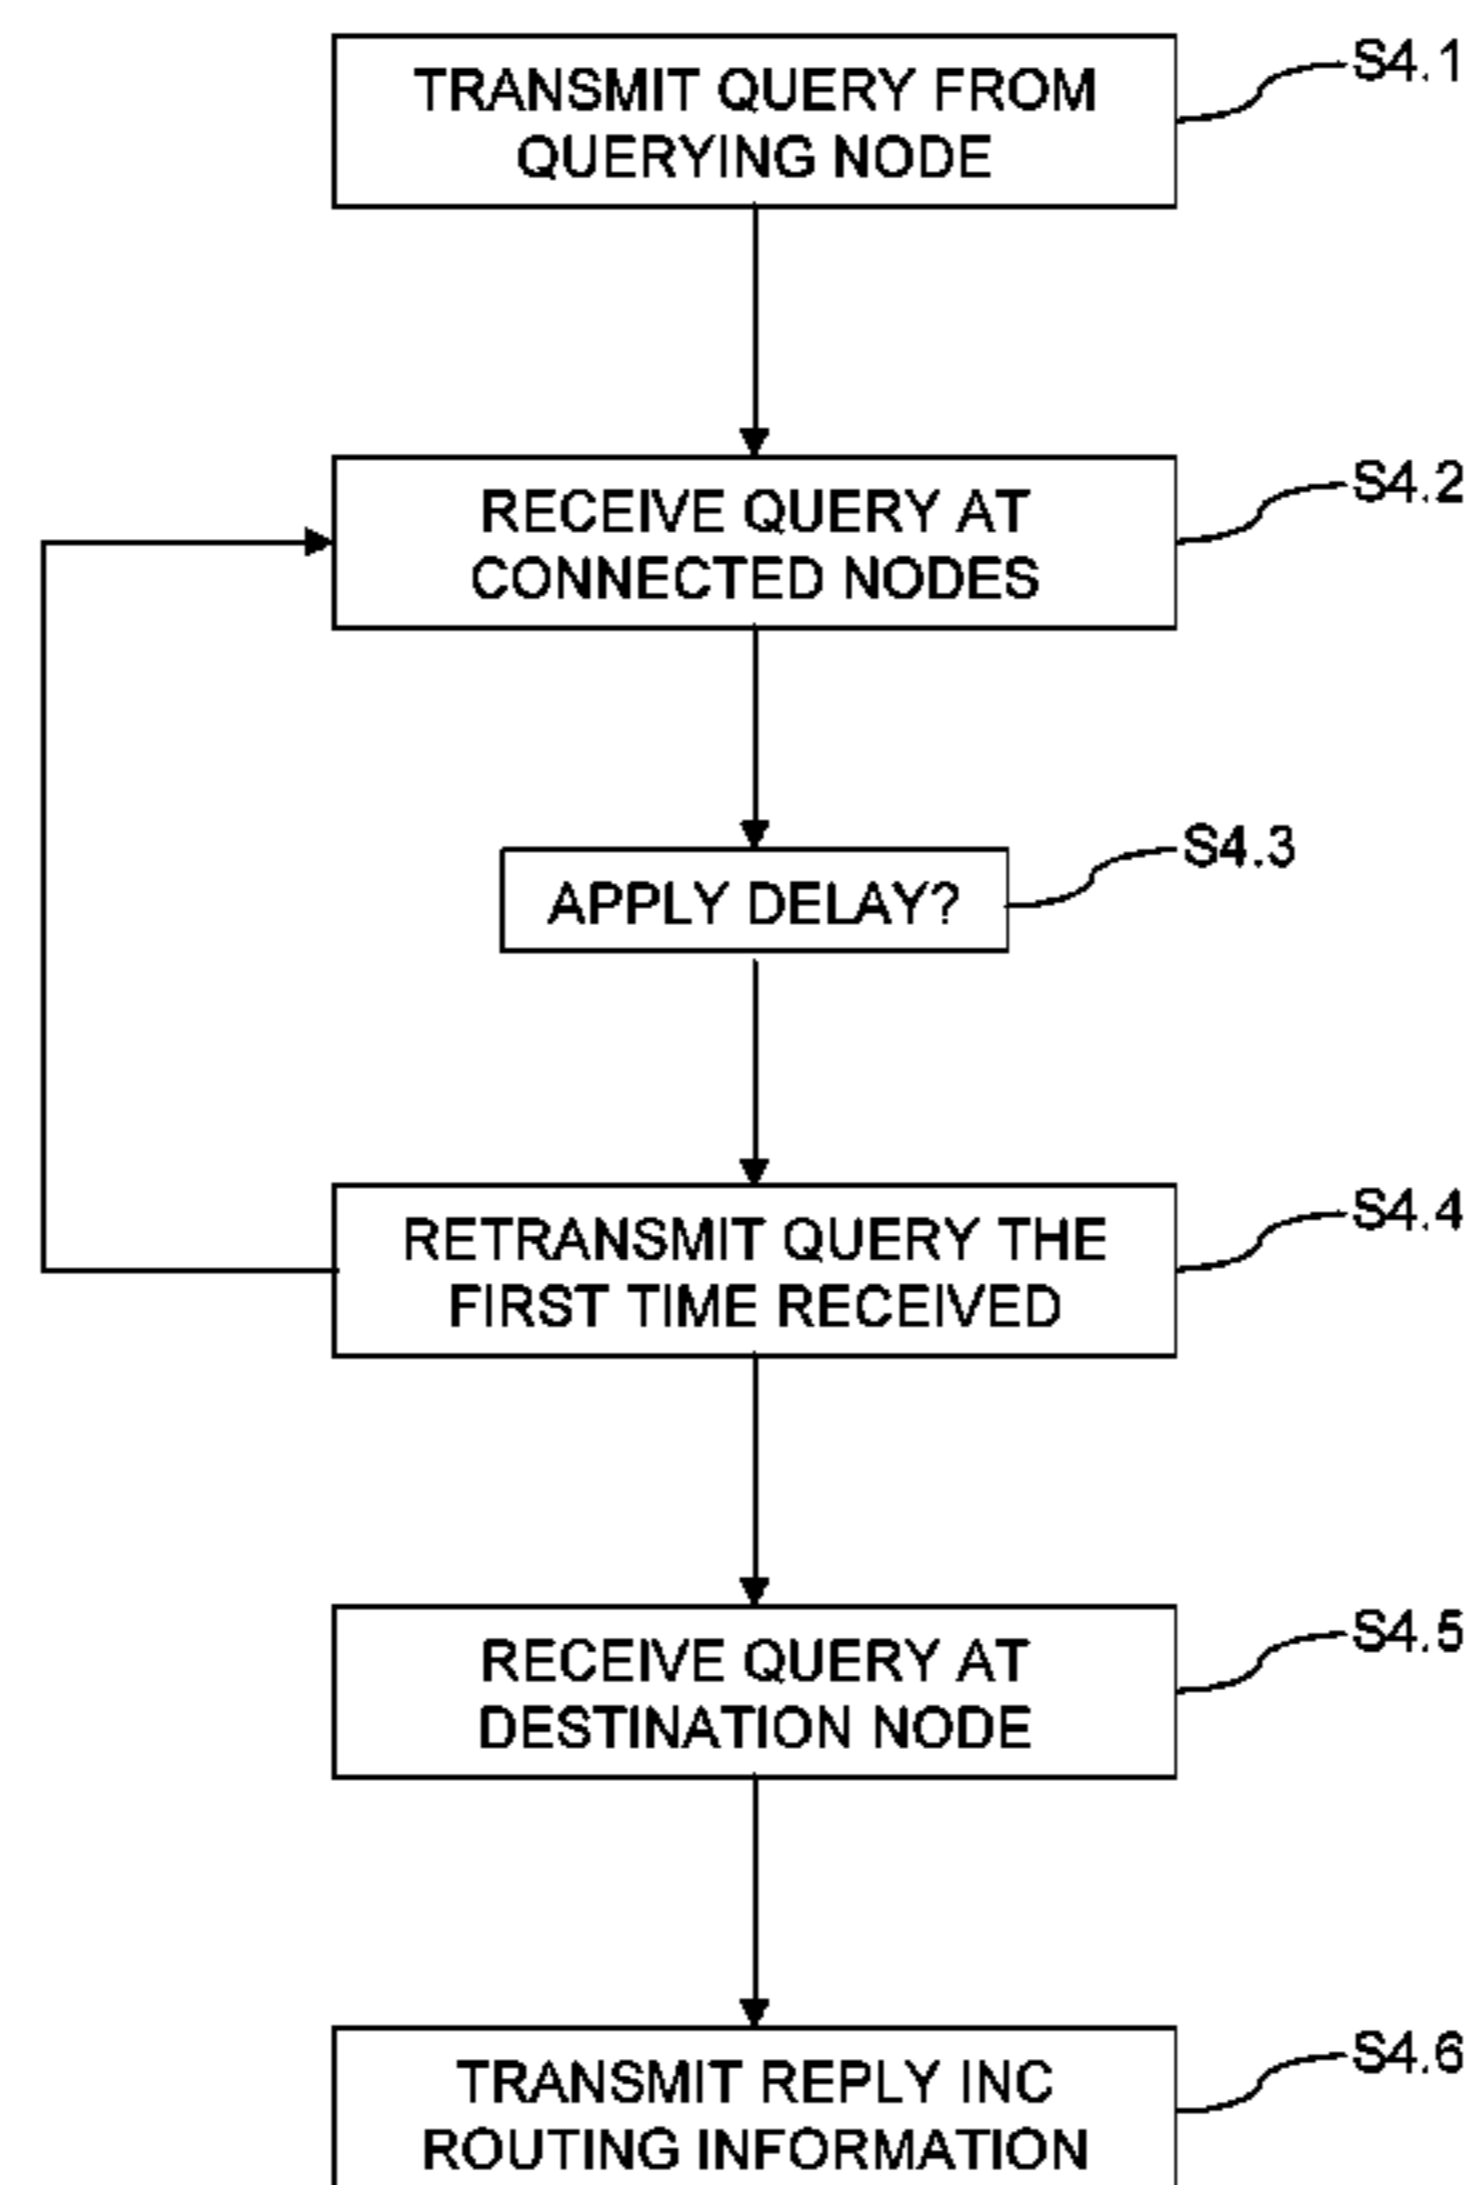 TRANSMIT QUERY FROM
QUERYING NODE
S4.1
RECEIVE QUERY AT
CONNECTED NODES
S4.2
APPLY DELAY?
S4.3
RETRANSMIT QUERY THE
FIRST TIME RECEIVED
S4.4
RECEIVE QUERY AT
DESTINATION NODE
S4.5
TRANSMIT REPLY INC
ROUTING INFORMATION
S4.6